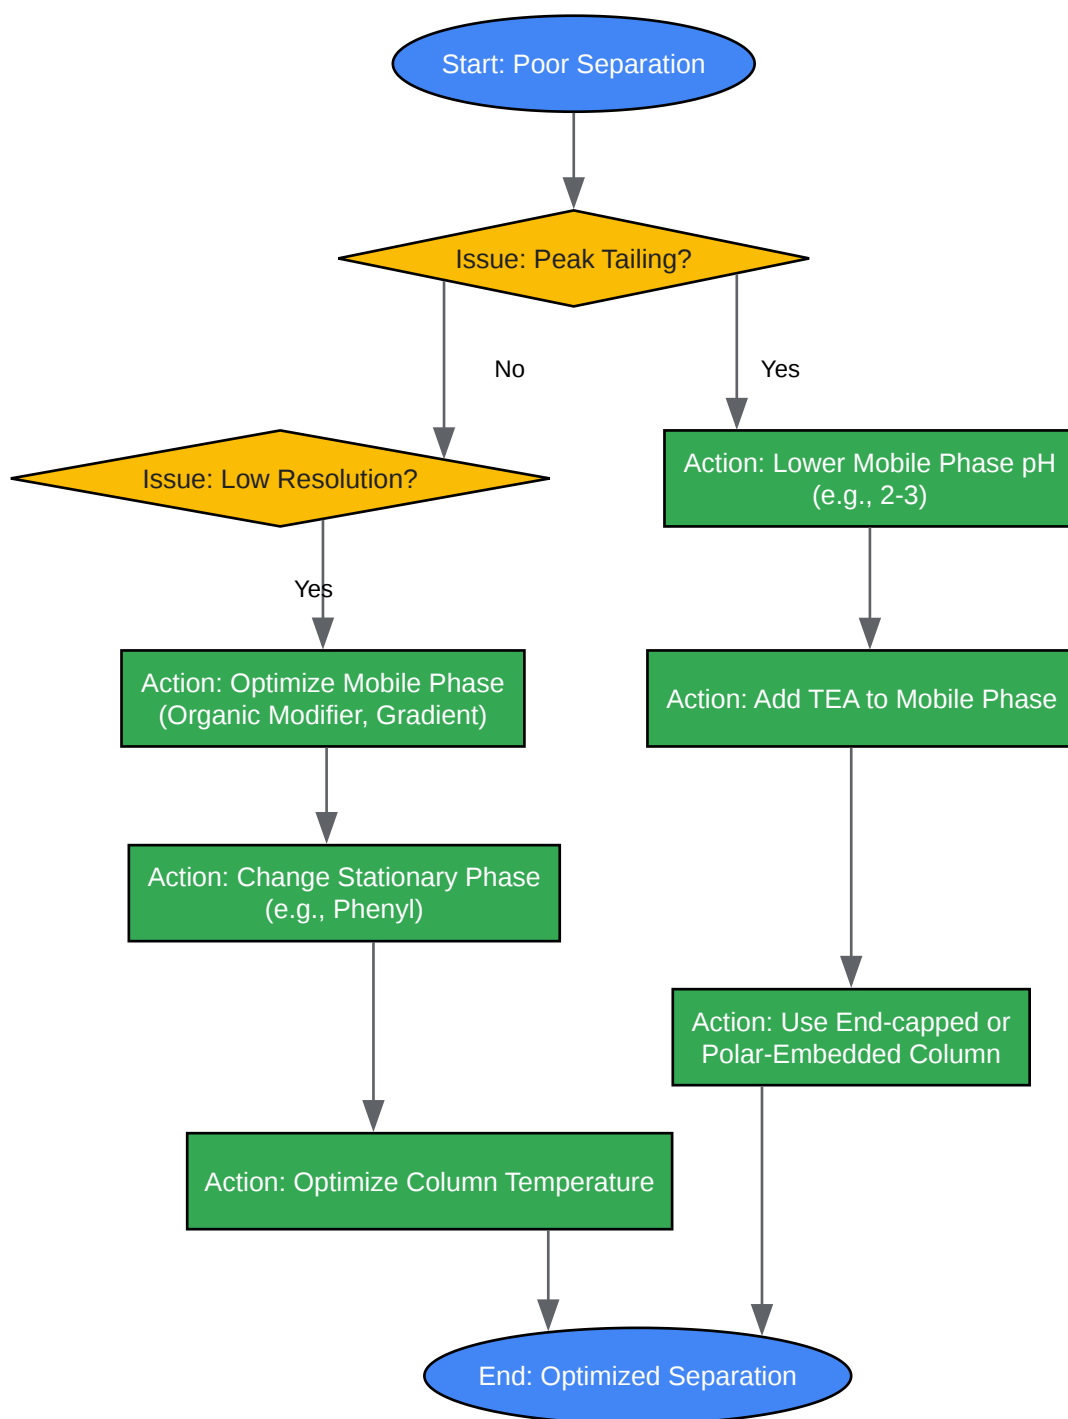 Start: Poor Separation
Issue: Peak Tailing?
No
Yes
Issue: Low Resolution?
Action: Lower Mobile Phase pH
(e.g., 2-3)
Yes
Action: Optimize Mobile Phase
(Organic Modifier, Gradient)
Action: Add TEA to Mobile Phase
Action: Change Stationary Phase
(e.g., Phenyl)
Action: Use End-capped or
Polar-Embedded Column
Action: Optimize Column Temperature
End: Optimized Separation